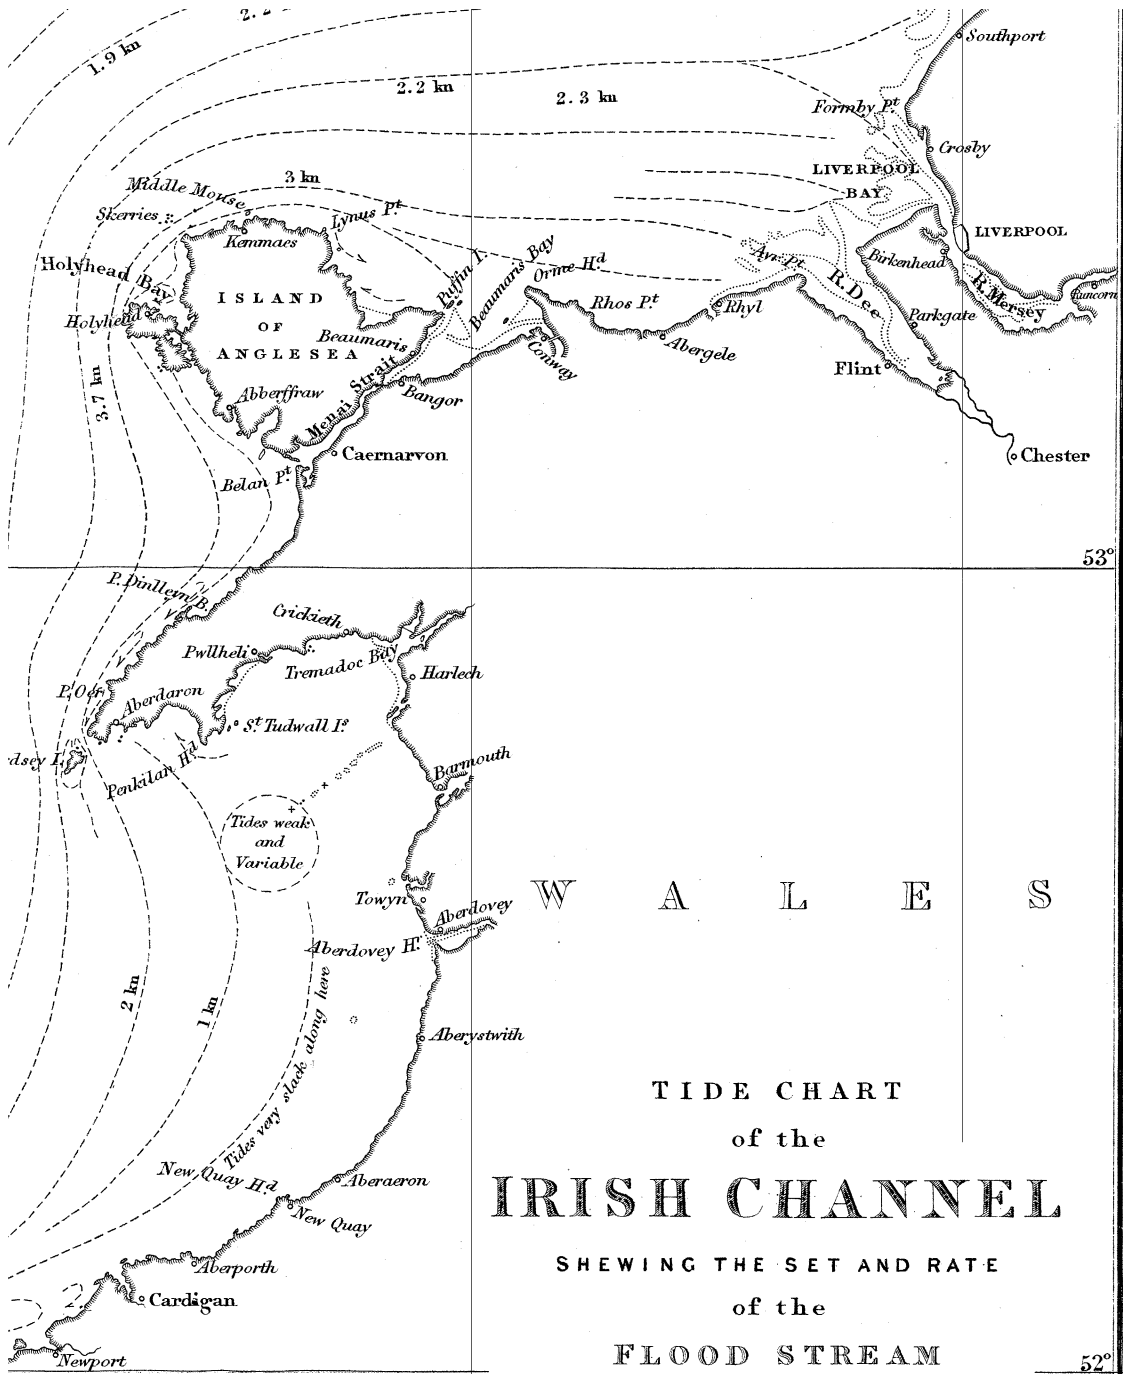 2.2
1.9 kn
2.2 kn
2.3 kn
Southport
Formby Pt.
Crosby
LIVERPOOL
BAY
3 kn
Middle Mouse
Skerries
Kemmaes
Lynus Pt.
LIVERPOOL
Birkenhead
Holyhead Bay
Holyhead
ISLAND
OF
ANGLESEA
Puffin I.
Beaumaris Bay
Orme Hd.
Rhos Pt.
Ayr Pt.
R. Dee
R. Mersey
Runcorn
Rhyl
Parkgate
Beaumaris
Conway
Abergele
Flint
3.7 kn
Abberffraw
Menai Strait
Bangor
Caernarvon
Chester
Belan Pt.
53°
P. Dinlleyn B.
Crickieth
Pwllheli
Tremadoc Bay
Harlech
P. Oer
Aberdaron
St. Tudwall Is.
dsey I.
Penkilan Hd.
Barmouth
Tides weak
and
Variable
WALES
Towyn
Aberdovey
Aberdovey H.
2 kn
1 kn
Tides very slack along here
Aberystwith
New Quay Hd.
Aberaeron
New Quay
Aberporth
Cardigan
Newport
TIDE CHART
of the
IRISH CHANNEL
SHEWING THE SET AND RATE
of the
FLOOD STREAM
52°